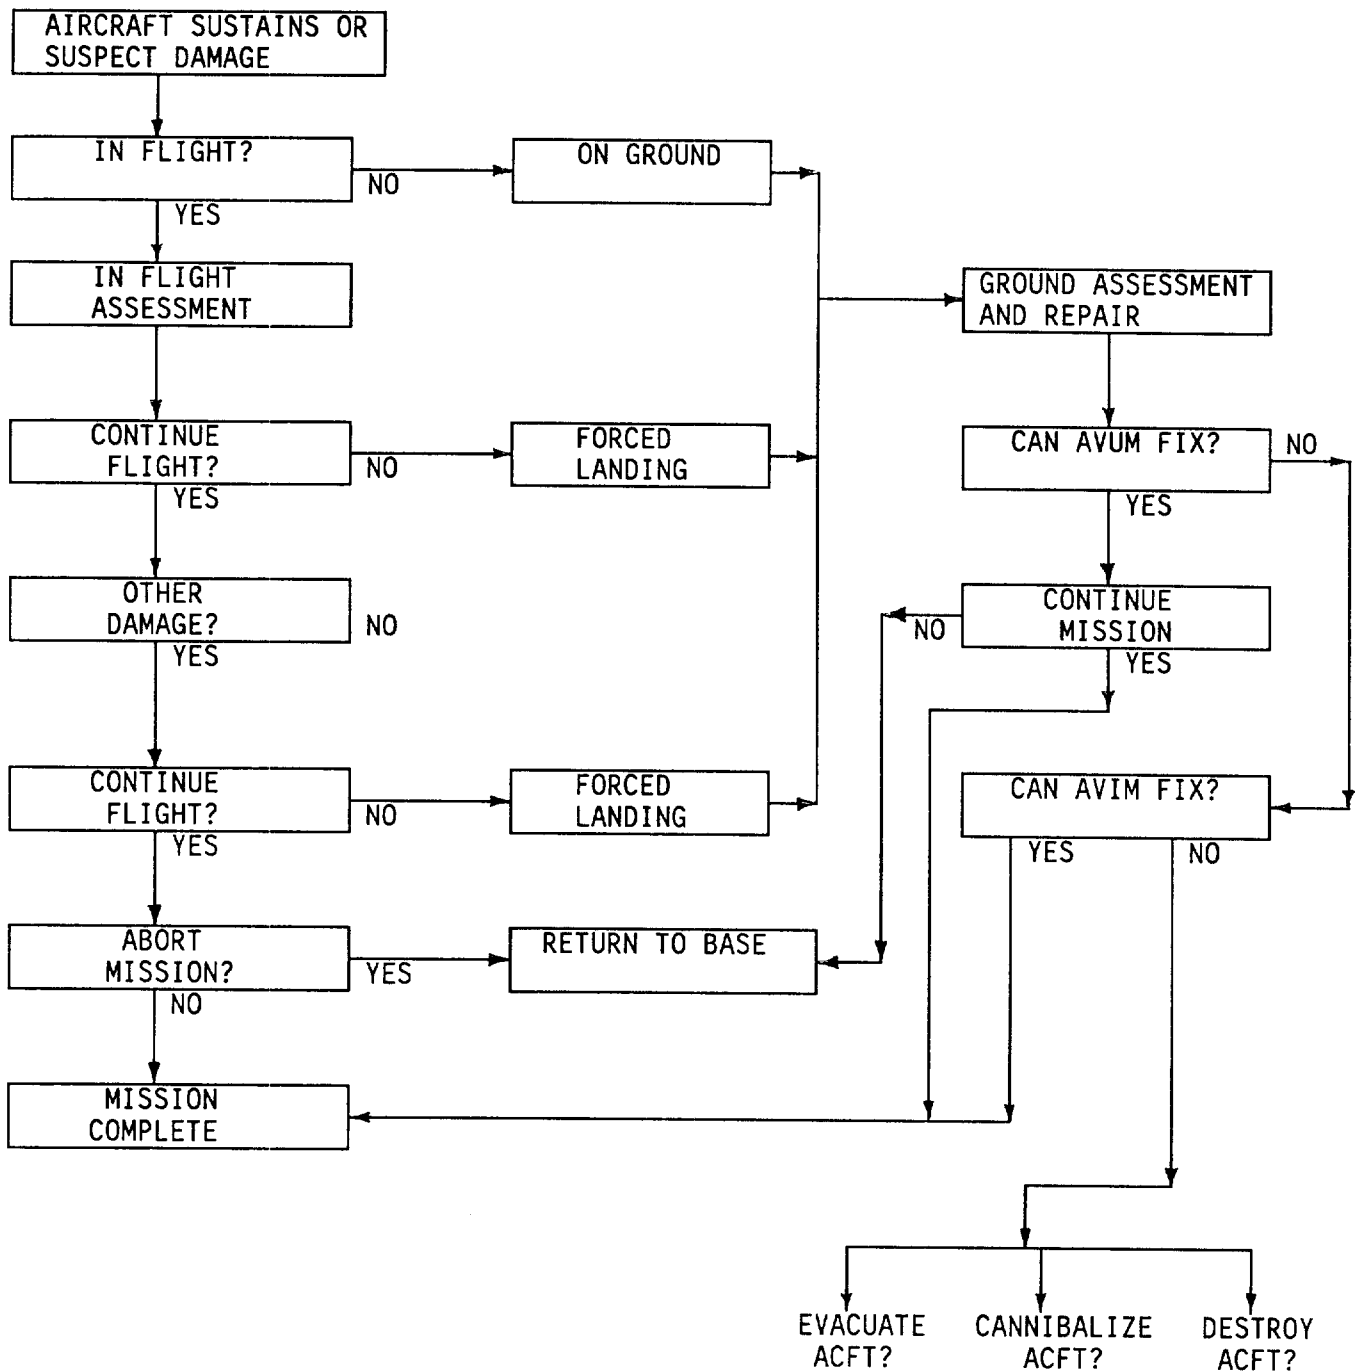 AIRCRAFT SUSTAINS OR
SUSPECT DAMAGE
IN FLIGHT?
NO
YES
ON GROUND
IN FLIGHT
ASSESSMENT
GROUND ASSESSMENT
AND REPAIR
CONTINUE
FLIGHT?
NO
YES
FORCED
LANDING
CAN AVUM FIX?
NO
YES
OTHER
DAMAGE?
NO
YES
CONTINUE
MISSION
NO
YES
CONTINUE
FLIGHT?
NO
YES
FORCED
LANDING
CAN AVIM FIX?
YES
NO
ABORT
MISSION?
YES
NO
RETURN TO BASE
MISSION
COMPLETE
EVACUATE
ACFT?
CANNIBALIZE
ACFT?
DESTROY
ACFT?